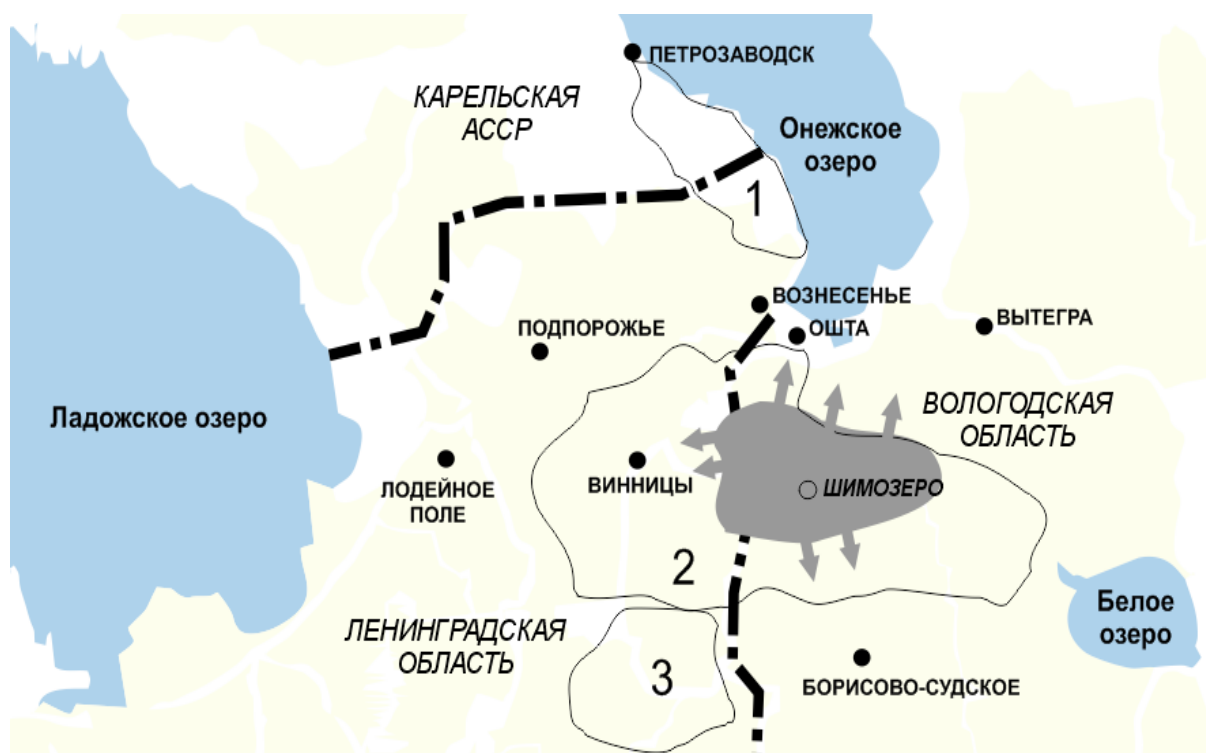 ПЕТРОЗАВОДСК
КАРЕЛЬСКАЯ
АССР
Онежское
озеро
1
ВОЗНЕСЕНЬЕ
ОШТА
ВЫТЕГРА
ПОДПОРОЖЬЕ
Ладожское озеро
ВОЛОГОДСКАЯ
ОБЛАСТЬ
ЛОДЕЙНОЕ
ПОЛЕ
ВИННИЦЫ
ШИМОЗЕРО
2
Белое
озеро
ЛЕНИНГРАДСКАЯ
ОБЛАСТЬ
3
БОРИСОВО-СУДСКОЕ